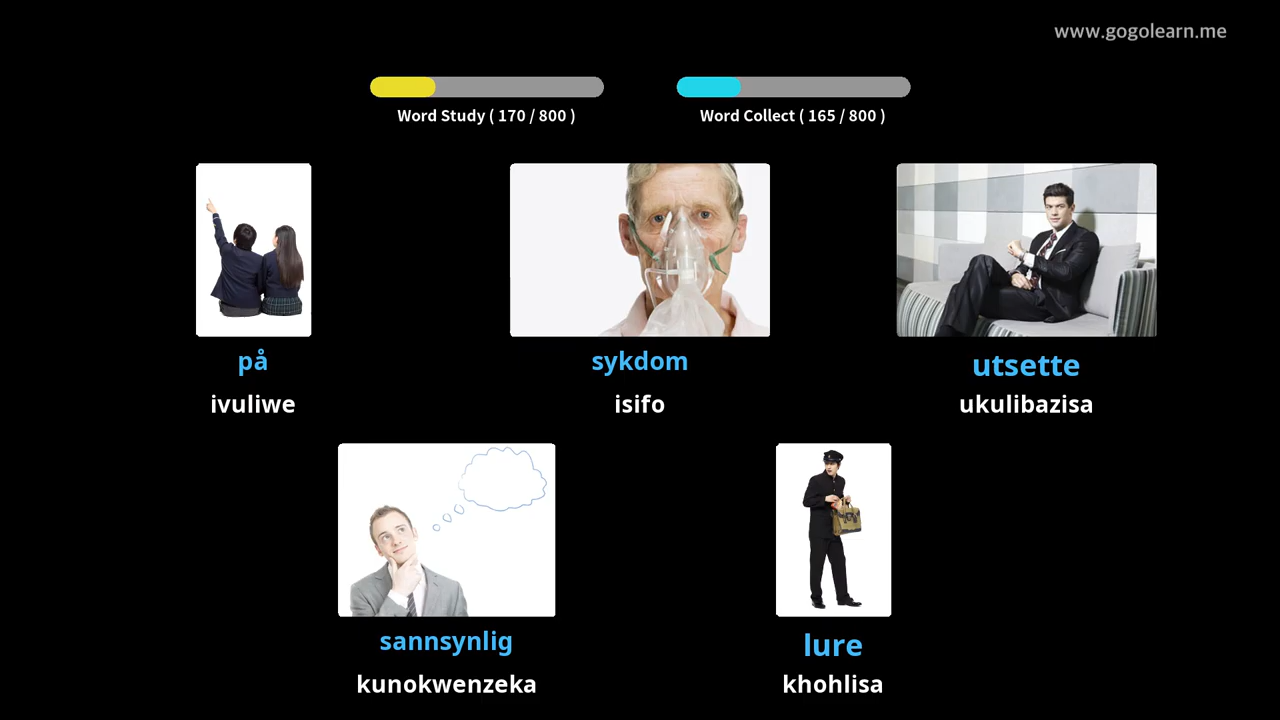 www.gogolearn.me
Word Study ( 170 / 800 )
Word Collect ( 165 / 800 )
på
sykdom
utsette
ivuliwe
isifo
ukulibazisa
sannsynlig
lure
kunokwenzeka
khohlisa